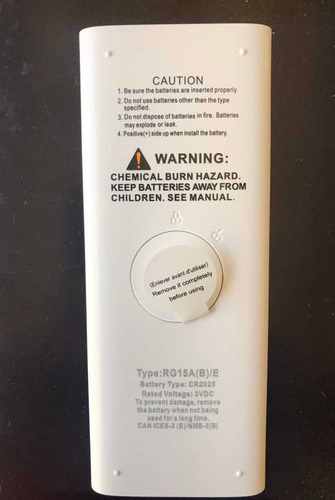 CAUTION
1. Be sure the batteries are inserted properly.
2. Do not use batteries other than the type
specified.
3. Do not dispose of batteries in fire. Batteries
may explode or leak.
4. Positive(+) side up when install the battery.
WARNING:
CHEMICAL BURN HAZARD.
KEEP BATTERIES AWAY FROM
CHILDREN. SEE MANUAL.
(Enlever avant d'utiliser)
Remove it completely
before using
Type:RG15A(B)/E
Battery Type: CR2025
Rated Voltage: 3VDC
To prevent damage, remove
the battery when not being
used for a long time.
CAN ICES-3 (B)/NMB-3(B)